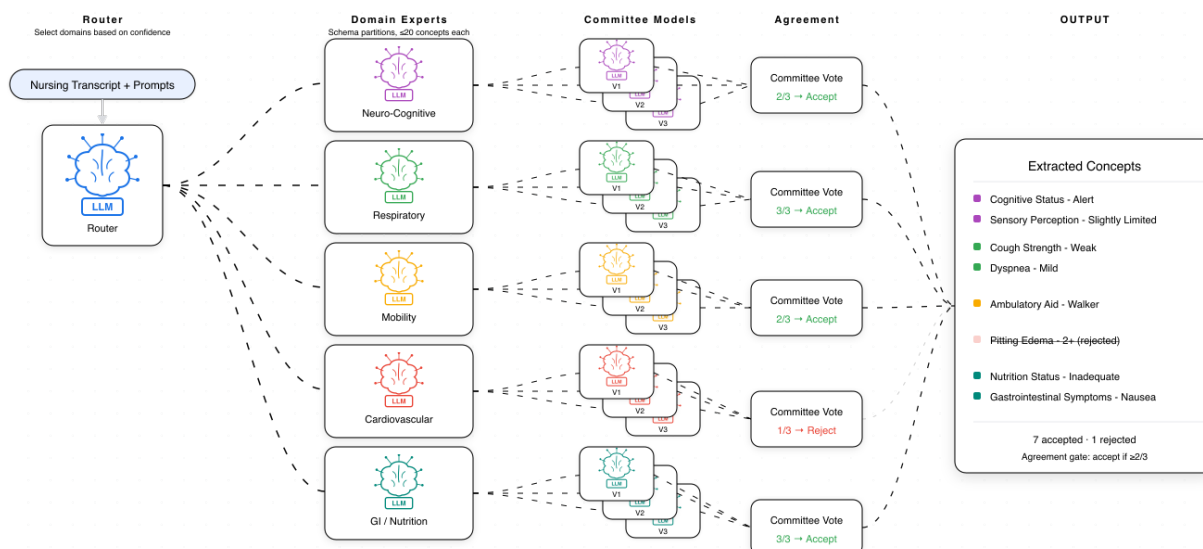 Router
Select domains based on confidence
Nursing Transcript + Prompts
LLM
Router
Domain Experts
Schema partitions, ≤20 concepts each
LLM
Neuro-Cognitive
LLM
Respiratory
LLM
Mobility
LLM
Cardiovascular
LLM
GI / Nutrition
Committee Models
LLM
V1
V2
V3
LLM
V1
V2
V3
LLM
V1
V2
V3
LLM
V1
V2
V3
LLM
V1
V2
V3
Agreement
Committee Vote
2/3 → Accept
Committee Vote
3/3 → Accept
Committee Vote
2/3 → Accept
Committee Vote
1/3 → Reject
Committee Vote
3/3 → Accept
OUTPUT
Extracted Concepts
Cognitive Status - Alert
Sensory Perception - Slightly Limited
Cough Strength - Weak
Dyspnea - Mild
Ambulatory Aid - Walker
Pitting Edema - 2+ (rejected)
Nutrition Status - Inadequate
Gastrointestinal Symptoms - Nausea
7 accepted · 1 rejected
Agreement gate: accept if ≥2/3